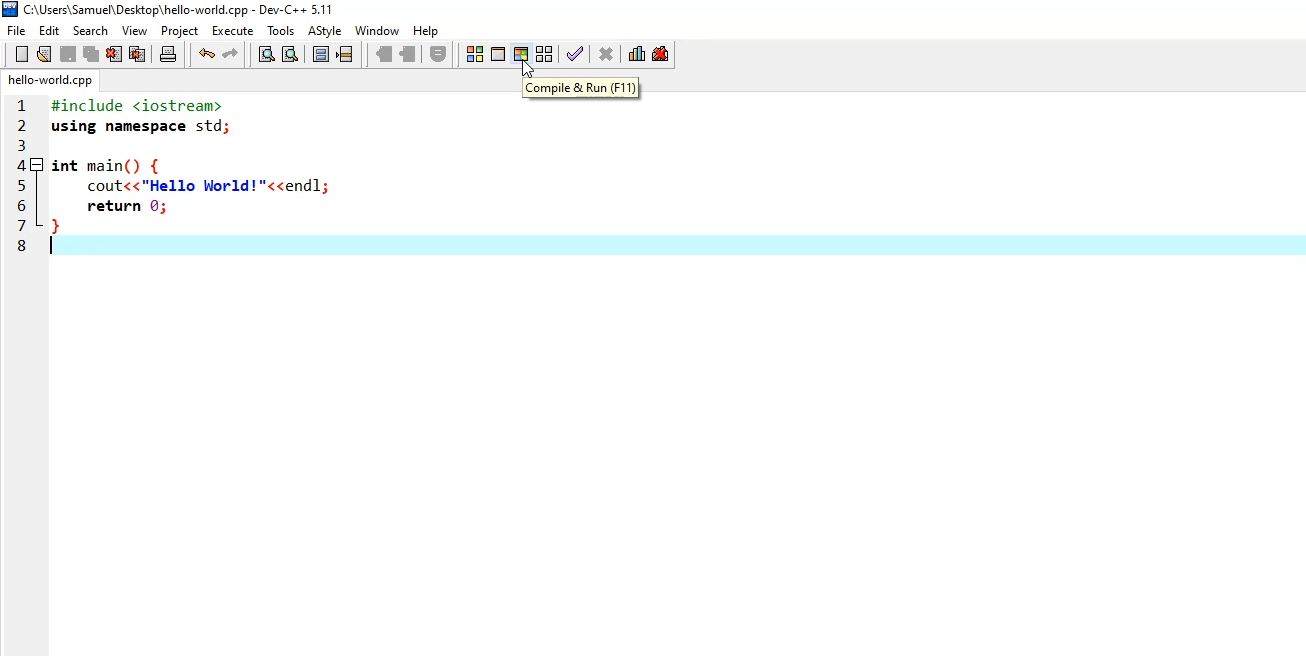 C:\Users\Samuel\Desktop\hello-world.cpp - Dev-C++ 5.11
File Edit Search View Project Execute Tools AStyle Window Help
Compile & Run (F11)
hello-world.cpp
1 #include <iostream>
2 using namespace std;
3
4 int main() {
5 cout<<"Hello World!"<<endl;
6 return 0;
7 }
8